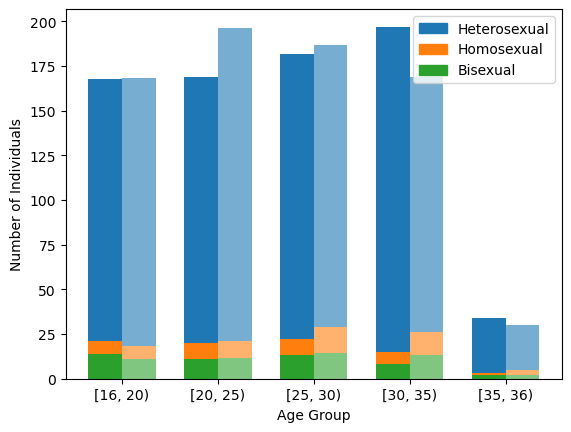 200
175
150
125
100
75
50
25
0
Number of Individuals
Heterosexual
Homosexual
Bisexual
[16, 20)
[20, 25)
[25, 30)
[30, 35)
[35, 36)
Age Group